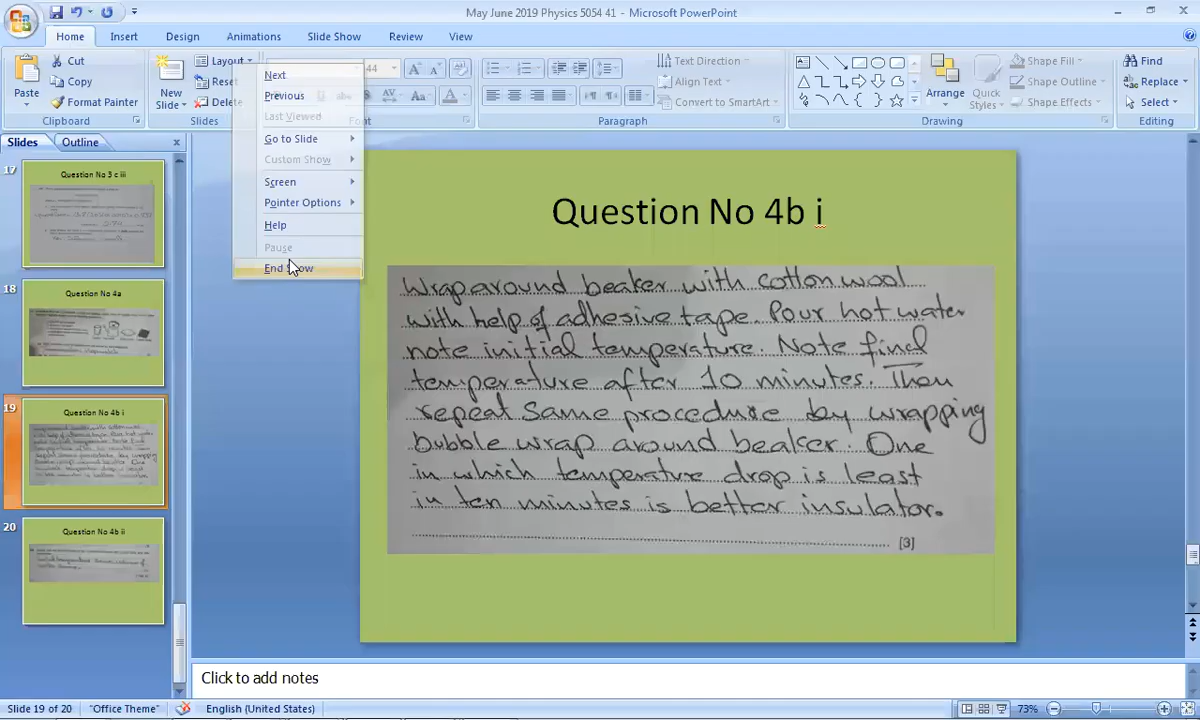 May June 2019 Physics 5054 41 - Microsoft PowerPoint
Home Insert Design Animations Slide Show Review View
Paste
Cut
Copy
Format Painter
Clipboard
New
Slide
Layout
Reset
Delete
Slides
44
Font
Paragraph
Text Direction
Align Text
Convert to SmartArt
Arrange
Quick
Styles
Shape Fill
Shape Outline
Shape Effects
Drawing
Find
Replace
Select
Editing
Next
Previous
Last Viewed
Go to Slide
Custom Show
Screen
Pointer Options
Help
Pause
End Show
Slides Outline
17
Question No 3 c iii
18
Question No 4a
19
Question No 4b i
20
Question No 4b ii
Question No 4b i
Wrap around beaker with cotton wool
with help of adhesive tape. Pour hot water
note initial temperature. Note final
temperature after 10 minutes. Then
repeat same procedure by wrapping
bubble wrap around beaker. One
in which temperature drop is least
in ten minutes is better insulator.
[3]
Click to add notes
Slide 19 of 20 "Office Theme" English (United States) 73%